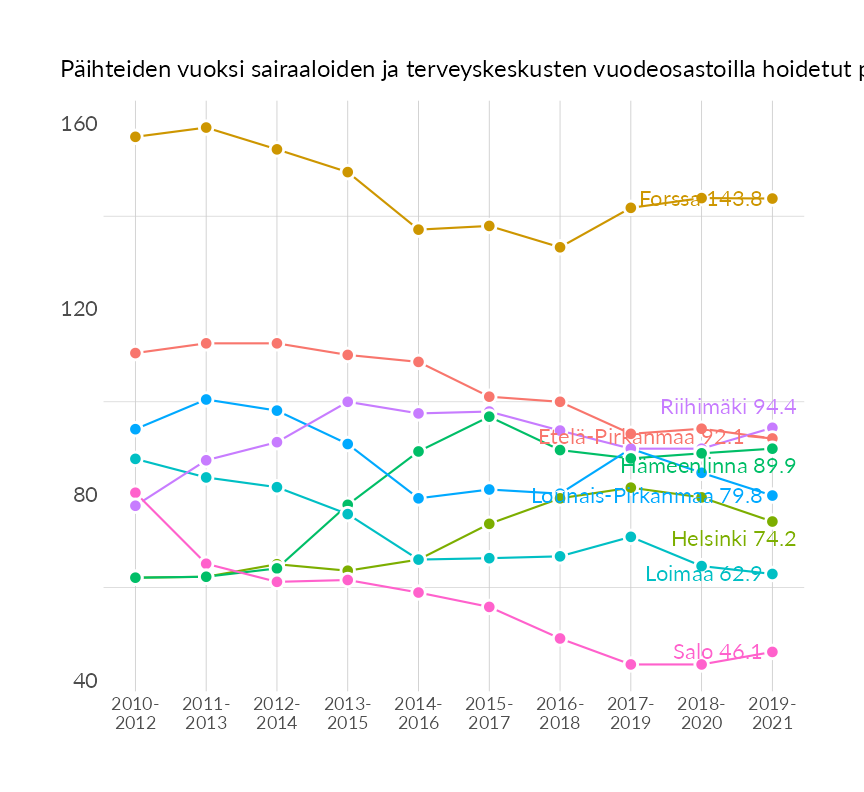 Päihteiden vuoksi sairaaloiden ja terveyskeskusten vuodeosastoilla hoidetut
160
120
80
40
Forssa 143.8
Riihimäki 94.4
Etelä-Pirkanmaa 92.1
Hämeenlinna 89.9
Lounais-Pirkanmaa 79.8
Helsinki 74.2
Loimaa 62.9
Salo 46.1
2010- 2011- 2012- 2013- 2014- 2015- 2016- 2017- 2018- 2019-
2012 2013 2014 2015 2016 2017 2018 2019 2020 2021